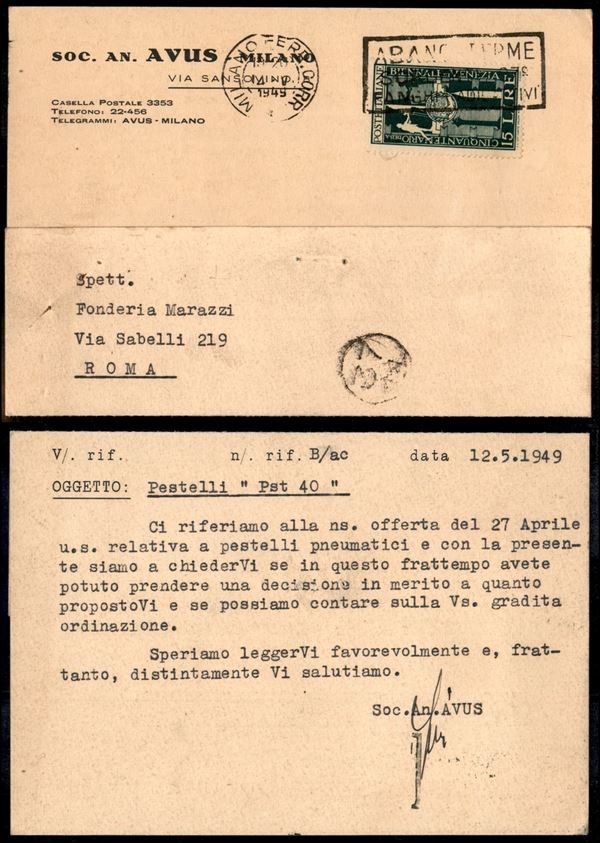 SOC. AN. AVUS MILANO
VIA
CASELLA POSTALE 3353
TELEFONO: 22-456
TELEGRAMMI: AVUS - MILANO
MILANO FERR. CORR
1949
ABANO TERME
POSTE ITALIANE
BIENNALE DI VENEZIA
CINQUANTENARIO
15 LIRE
Spett.
Fonderia Marazzi
Via Sabelli 219
ROMA
V/. rif. n/. rif. B/ac data 12.5.1949
OGGETTO: Pestelli " Pst 40 "
Ci riferiamo alla ns. offerta del 27 Aprile
u.s. relativa a pestelli pneumatici e con la presen-
te siamo a chiederVi se in questo frattempo avete
potuto prendere una decisione in merito a quanto
propostoVi e se possiamo contare sulla Vs. gradita
ordinazione.
Speriamo leggerVi favorevolmente e, frat-
tanto, distintamente Vi salutiamo.
Soc.An.AVUS